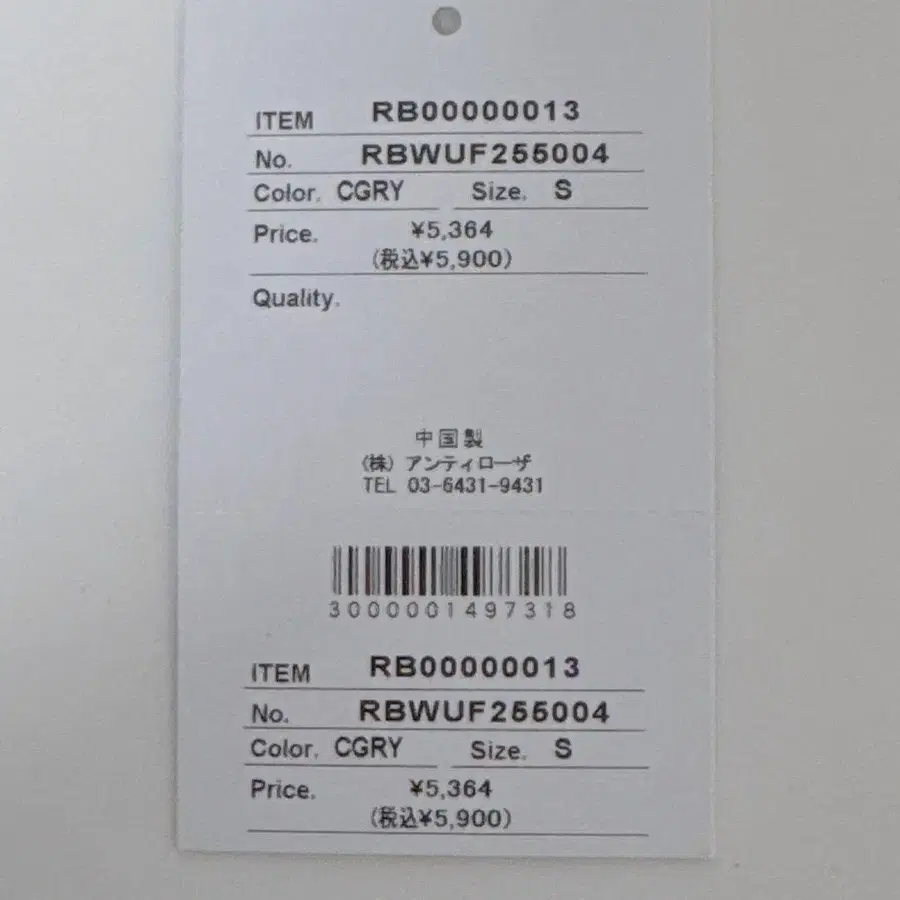 ITEM RB00000013
No. RBWUF255004
Color. CGRY Size. S
Price. ¥5,364
(税込¥5,900)
Quality.
中国製
(株) アンティローザ
TEL 03-6431-9431
3000001497318
ITEM RB00000013
No. RBWUF255004
Color. CGRY Size. S
Price. ¥5,364
(税込¥5,900)